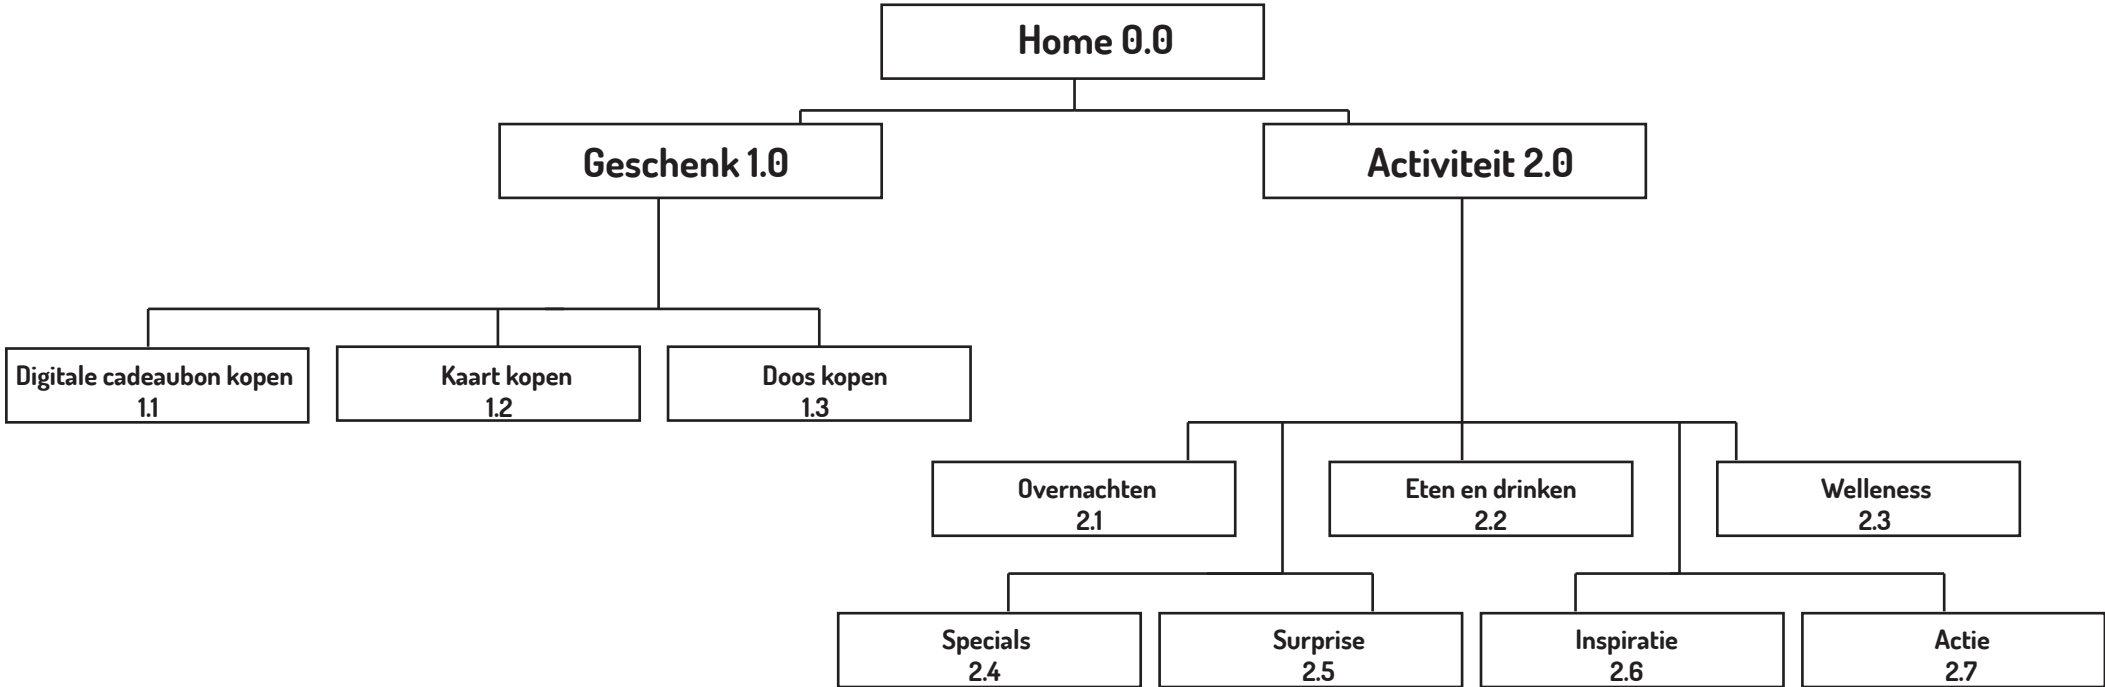 Home 0.0
Geschenk 1.0
Activiteit 2.0
Digitale cadeaubon kopen
1.1
Kaart kopen
1.2
Doos kopen
1.3
Overnachten
2.1
Eten en drinken
2.2
Welleness
2.3
Specials
2.4
Surprise
2.5
Inspiratie
2.6
Actie
2.7